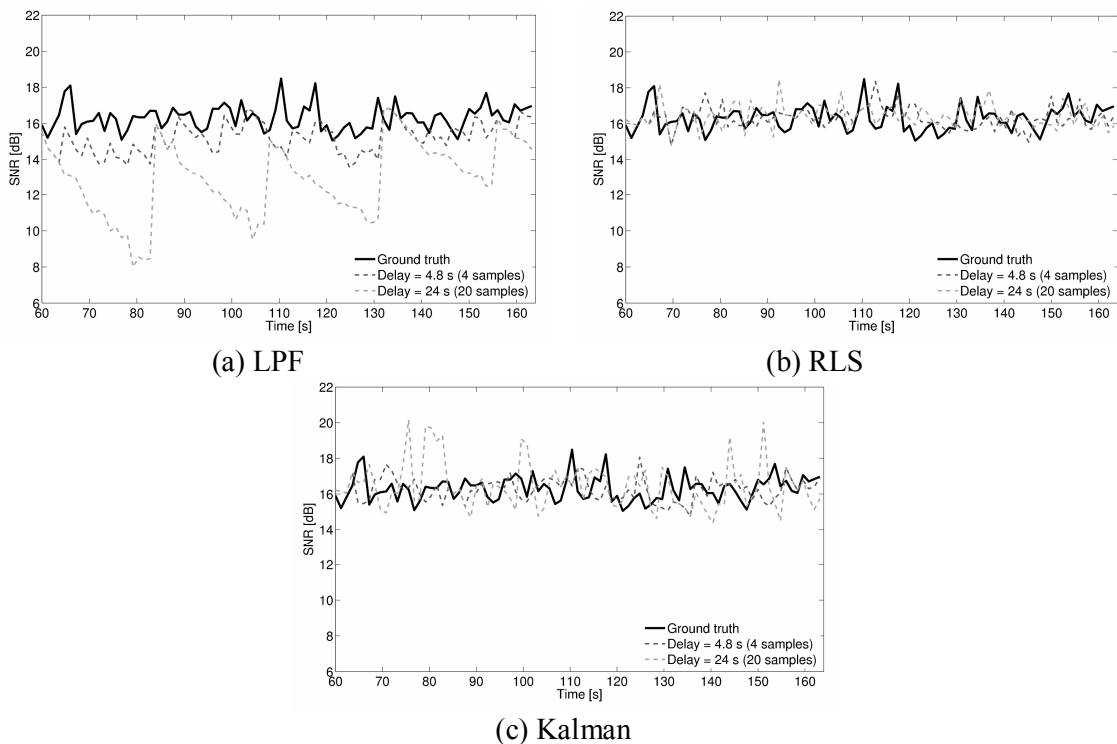 22
20
18
16
14
12
10
8
6
SNR [dB]
60 70 80 90 100 110 120 130 140 150 160
Time [s]
Ground truth
Delay = 4.8 s (4 samples)
Delay = 24 s (20 samples)
(a) LPF
22
20
18
16
14
12
10
8
6
SNR [dB]
60 70 80 90 100 110 120 130 140 150 160
Time [s]
Ground truth
Delay = 4.8 s (4 samples)
Delay = 24 s (20 samples)
(b) RLS
22
20
18
16
14
12
10
8
6
SNR [dB]
60 70 80 90 100 110 120 130 140 150 160
Time [s]
Ground truth
Delay = 4.8 s (4 samples)
Delay = 24 s (20 samples)
(c) Kalman